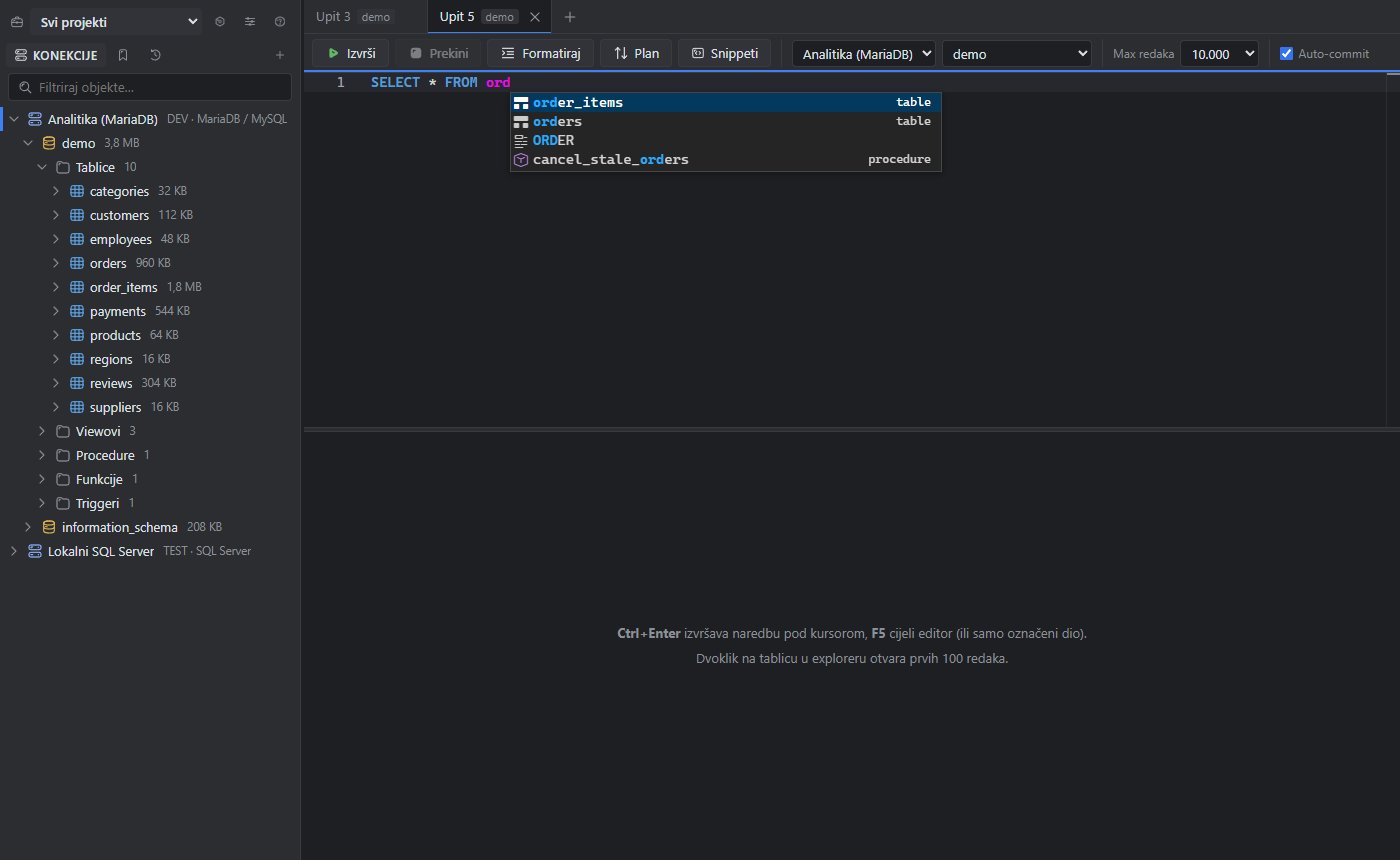 Svi projekti
KONEKCIJE
Filtriraj objekte...
Analitika (MariaDB) DEV · MariaDB / MySQL
demo 3,8 MB
Tablice 10
categories 32 KB
customers 112 KB
employees 48 KB
orders 960 KB
order_items 1,8 MB
payments 544 KB
products 64 KB
regions 16 KB
reviews 304 KB
suppliers 16 KB
Viewovi 3
Procedure 1
Funkcije 1
Triggeri 1
information_schema 208 KB
Lokalni SQL Server TEST · SQL Server
Upit 3 demo Upit 5 demo
Izvrši Prekini Formatiraj Plan Snippeti Analitika (MariaDB) demo Max redaka 10.000 Auto-commit
1 SELECT * FROM ord
order_items table
orders table
ORDER
cancel_stale_orders procedure
Ctrl+Enter izvršava naredbu pod kursorom, F5 cijeli editor (ili samo označeni dio).
Dvoklik na tablicu u exploreru otvara prvih 100 redaka.